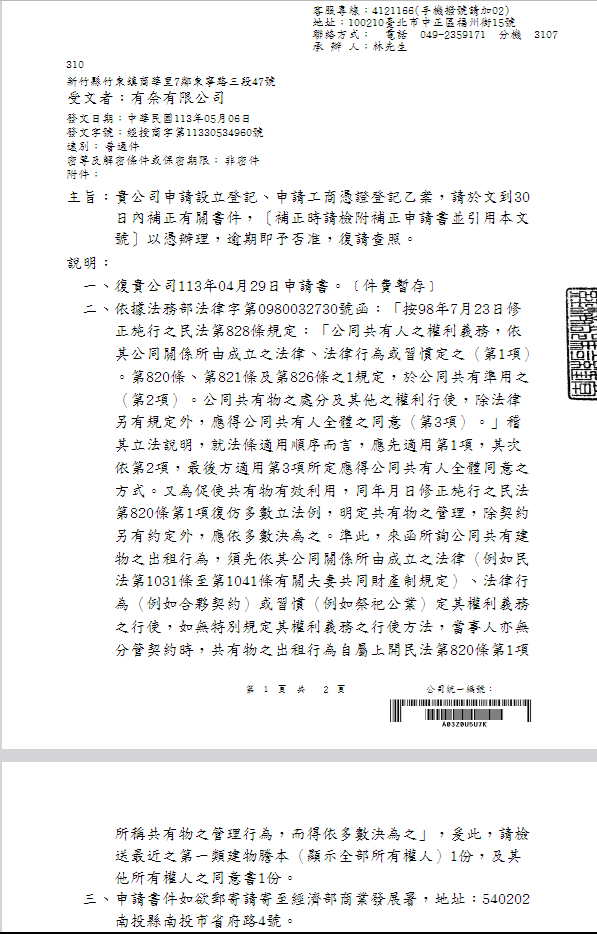 客服專線：4121166(手機撥號請加02)
地址：100210臺北市中正區福州街15號
聯絡方式： 電話 049-2359171 分機 3107
承 辦 人：林先生
310
新竹縣竹東鎮商華里7鄰東寧路三段47號
受文者：有奈有限公司
發文日期：中華民國113年05月06日
發文字號：經授商字第11330534960號
速別：普通件
密等及解密條件或保密期限：非密件
附件：
主旨：貴公司申請設立登記、申請工商憑證登記乙案，請於文到30
日內補正有關書件，〔補正時請檢附補正申請書並引用本文
號〕以憑辦理，逾期即予否准，復請查照。
說明：
一、復貴公司113年04月29日申請書。〔件費暫存〕
二、依據法務部法律字第0980032730號函：「按98年7月23日修
正施行之民法第828條規定：「公同共有人之權利義務，依
其公同關係所由成立之法律、法律行為或習慣定之（第1項）
。第820條、第821條及第826條之1規定，於公同共有準用之
（第2項）。公同共有物之處分及其他之權利行使，除法律
另有規定外，應得公同共有人全體之同意（第3項）。」稽
其立法說明，就法條適用順序而言，應先適用第1項，其次
依第2項，最後方適用第3項所定應得公同共有人全體同意之
方式。又為促使共有物有效利用，同年月日修正施行之民法
第820條第1項復仿多數立法例，明定共有物之管理，除契約
另有約定外，應依多數決為之。準此，來函所詢公同共有建
物之出租行為，須先依其公同關係所由成立之法律（例如民
法第1031條至第1041條有關夫妻共同財產制規定）、法律行
為（例如合夥契約）或習慣（例如祭祀公業）定其權利義務
之行使，如無特別規定其權利義務之行使方法，當事人亦無
分管契約時，共有物之出租行為自屬上開民法第820條第1項
第 1 頁 共 2 頁
公司統一編號：
A03Z0U5U7K
所稱共有物之管理行為，而得依多數決為之」，爰此，請檢
送最近之第一類建物謄本（顯示全部所有權人）1份，及其
他所有權人之同意書1份。
三、申請書件如欲郵寄請寄至經濟部商業發展署，地址：540202
南投縣南投市省府路4號。